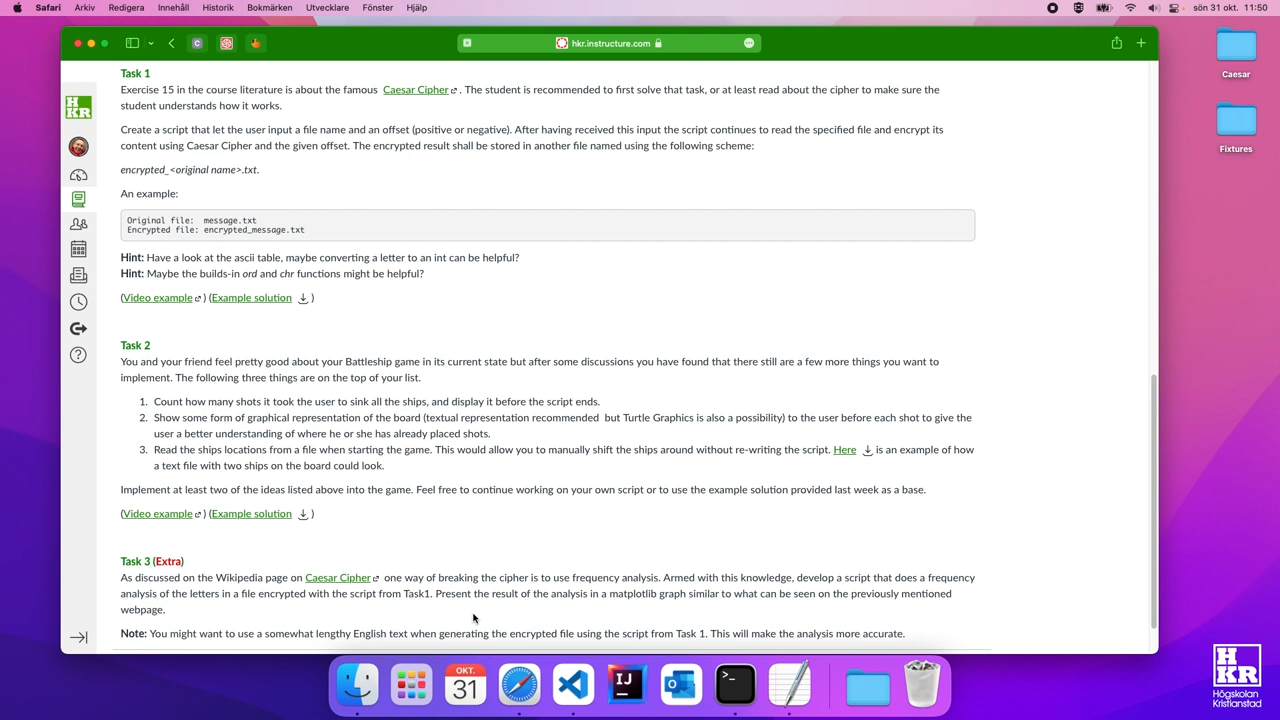 Safari Arkiv Redigera Innehåll Historik Bokmärken Utvecklare Fönster Hjälp sön 31 okt. 11:50
hkr.instructure.com
Caesar
Fixtures
HKR
Task 1
Exercise 15 in the course literature is about the famous Caesar Cipher . The student is recommended to first solve that task, or at least read about the cipher to make sure the
student understands how it works.
Create a script that let the user input a file name and an offset (positive or negative). After having received this input the script continues to read the specified file and encrypt its
content using Caesar Cipher and the given offset. The encrypted result shall be stored in another file named using the following scheme:
encrypted_<original name>.txt.
An example:
Original file:  message.txt
Encrypted file: encrypted_message.txt
Hint: Have a look at the ascii table, maybe converting a letter to an int can be helpful?
Hint: Maybe the builds-in ord and chr functions might be helpful?
(Video example ) (Example solution )
Task 2
You and your friend feel pretty good about your Battleship game in its current state but after some discussions you have found that there still are a few more things you want to
implement. The following three things are on the top of your list.
1. Count how many shots it took the user to sink all the ships, and display it before the script ends.
2. Show some form of graphical representation of the board (textual representation recommended but Turtle Graphics is also a possibility) to the user before each shot to give the
user a better understanding of where he or she has already placed shots.
3. Read the ships locations from a file when starting the game. This would allow you to manually shift the ships around without re-writing the script. Here is an example of how
a text file with two ships on the board could look.
Implement at least two of the ideas listed above into the game. Feel free to continue working on your own script or to use the example solution provided last week as a base.
(Video example ) (Example solution )
Task 3 (Extra)
As discussed on the Wikipedia page on Caesar Cipher one way of breaking the cipher is to use frequency analysis. Armed with this knowledge, develop a script that does a frequency
analysis of the letters in a file encrypted with the script from Task1. Present the result of the analysis in a matplotlib graph similar to what can be seen on the previously mentioned
webpage.
Note: You might want to use a somewhat lengthy English text when generating the encrypted file using the script from Task 1. This will make the analysis more accurate.
OKT.
31
IJ
>_
HKR
Högskolan
Kristianstad